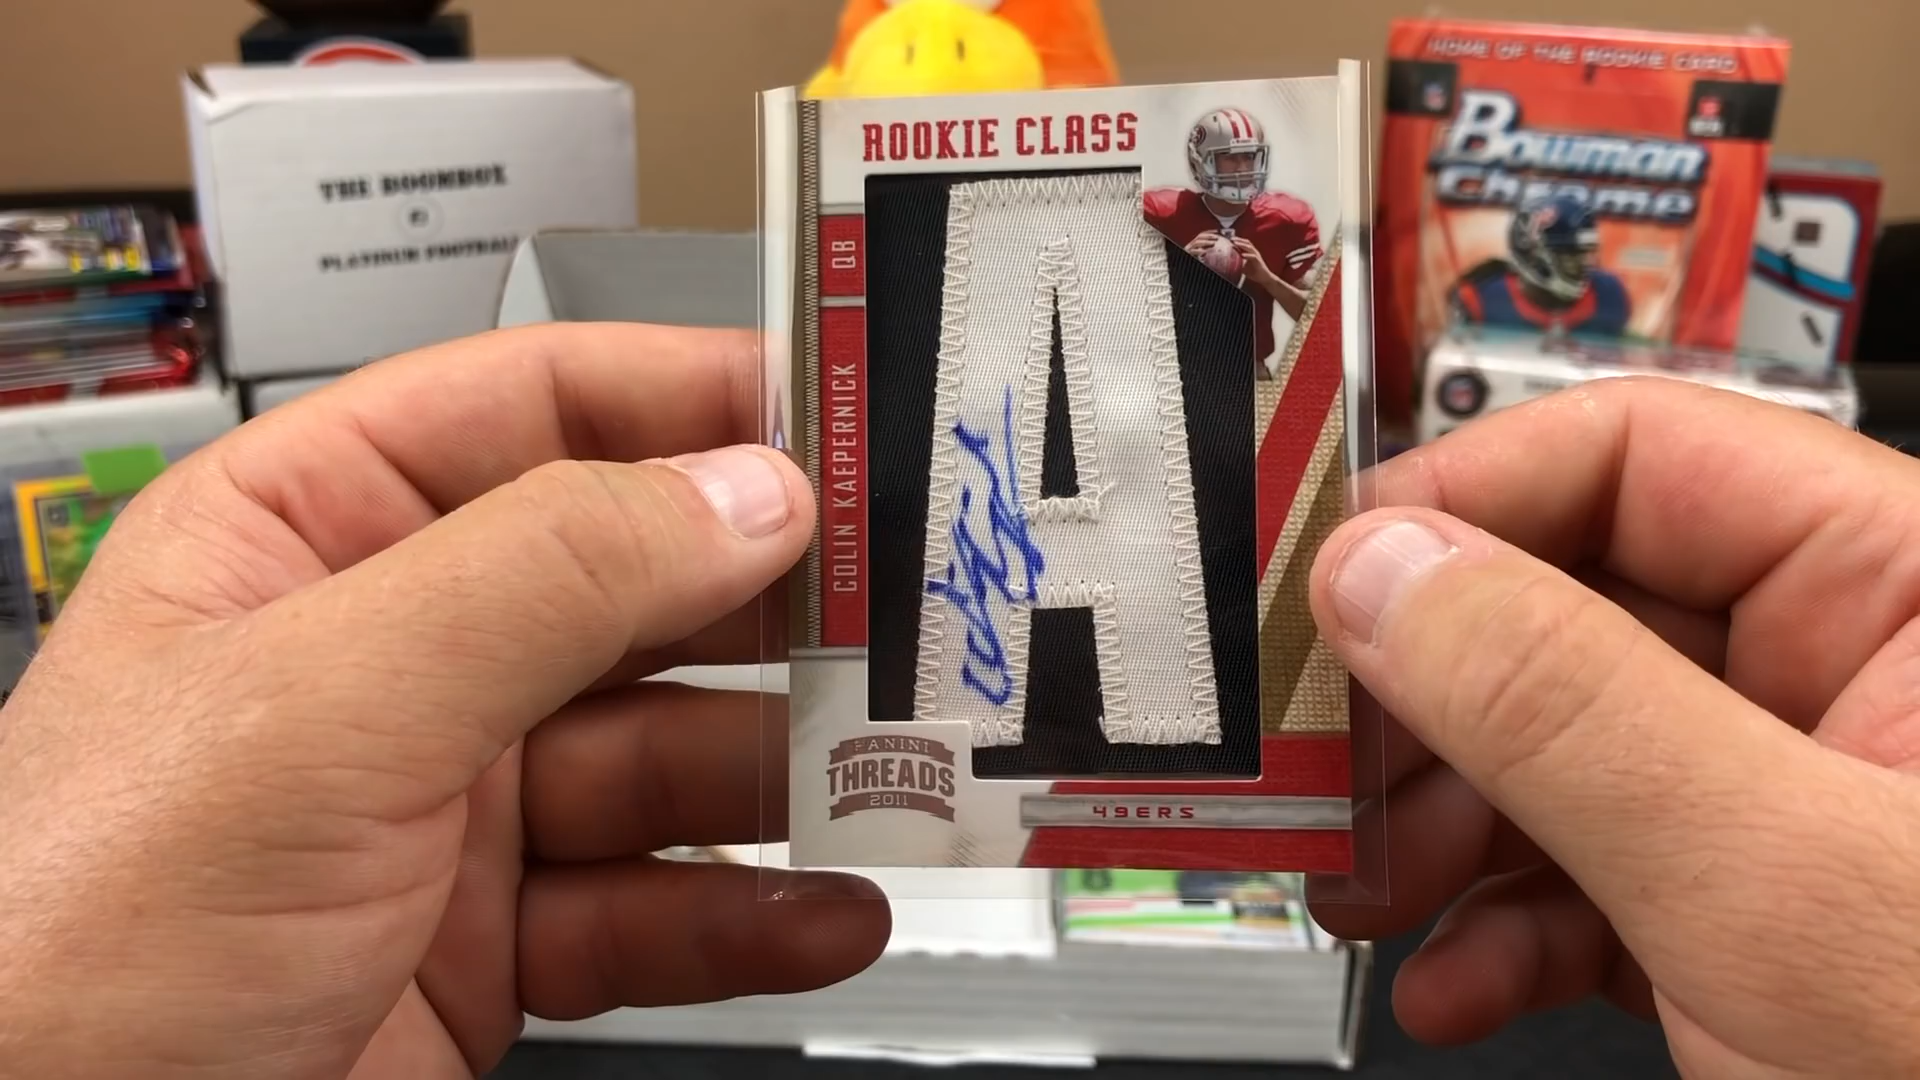 HOME OF THE ROOKIE CARD
Bowman
Chrome
THE BOOMBOX
PLATINUM FOOTBALL
ROOKIE CLASS
QB
COLIN KAEPERNICK
PANINI
THREADS
2011
A
49ERS